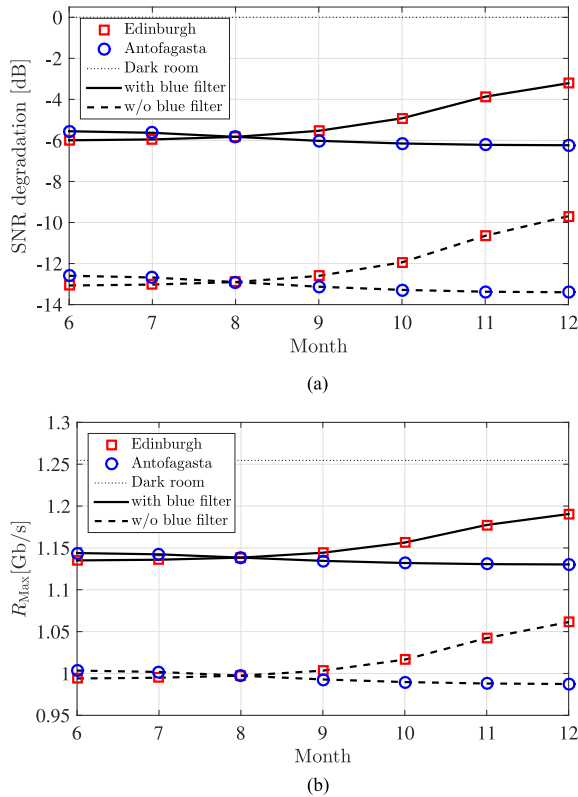 SNR degradation [dB]
0
-2
-4
-6
-8
-10
-12
-14
Edinburgh
Antofagasta
Dark room
with blue filter
w/o blue filter
6 7 8 9 10 11 12
Month
(a)
R_Max[Gb/s]
1.3
1.25
1.2
1.15
1.1
1.05
1
0.95
Edinburgh
Antofagasta
Dark room
with blue filter
w/o blue filter
6 7 8 9 10 11 12
Month
(b)